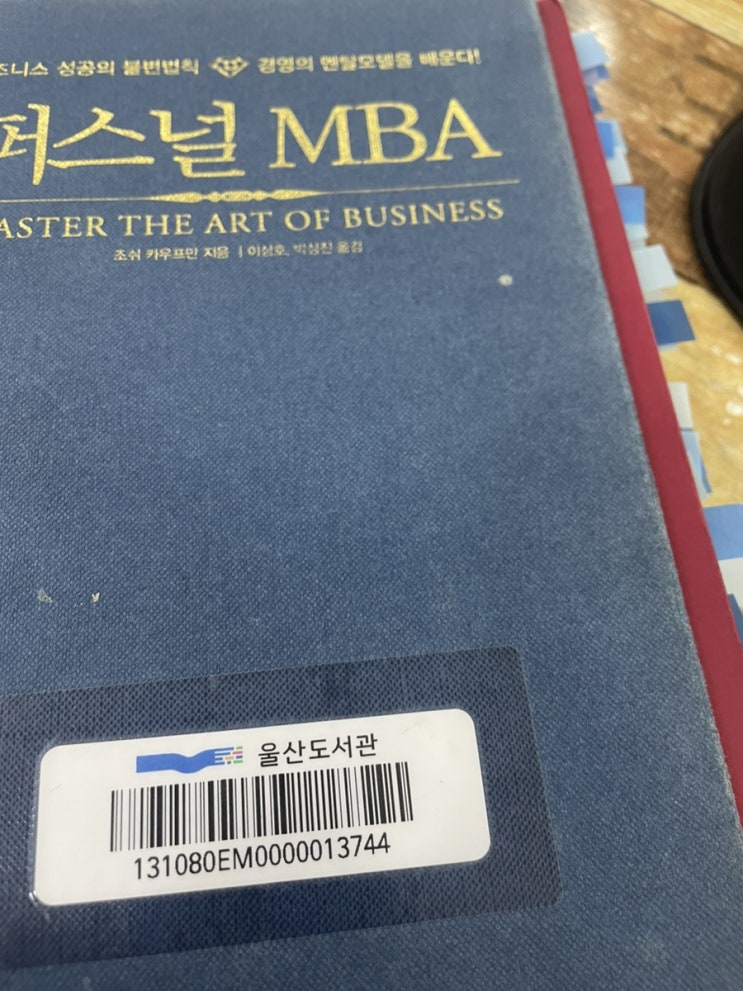 즈니스 성공의 불변법칙 경영의 멘탈모델을 배운다!
퍼스널 MBA
ASTER THE ART OF BUSINESS
조쉬 카우프만 지음 | 이상호, 박상진 옮김
울산도서관
131080EM0000013744